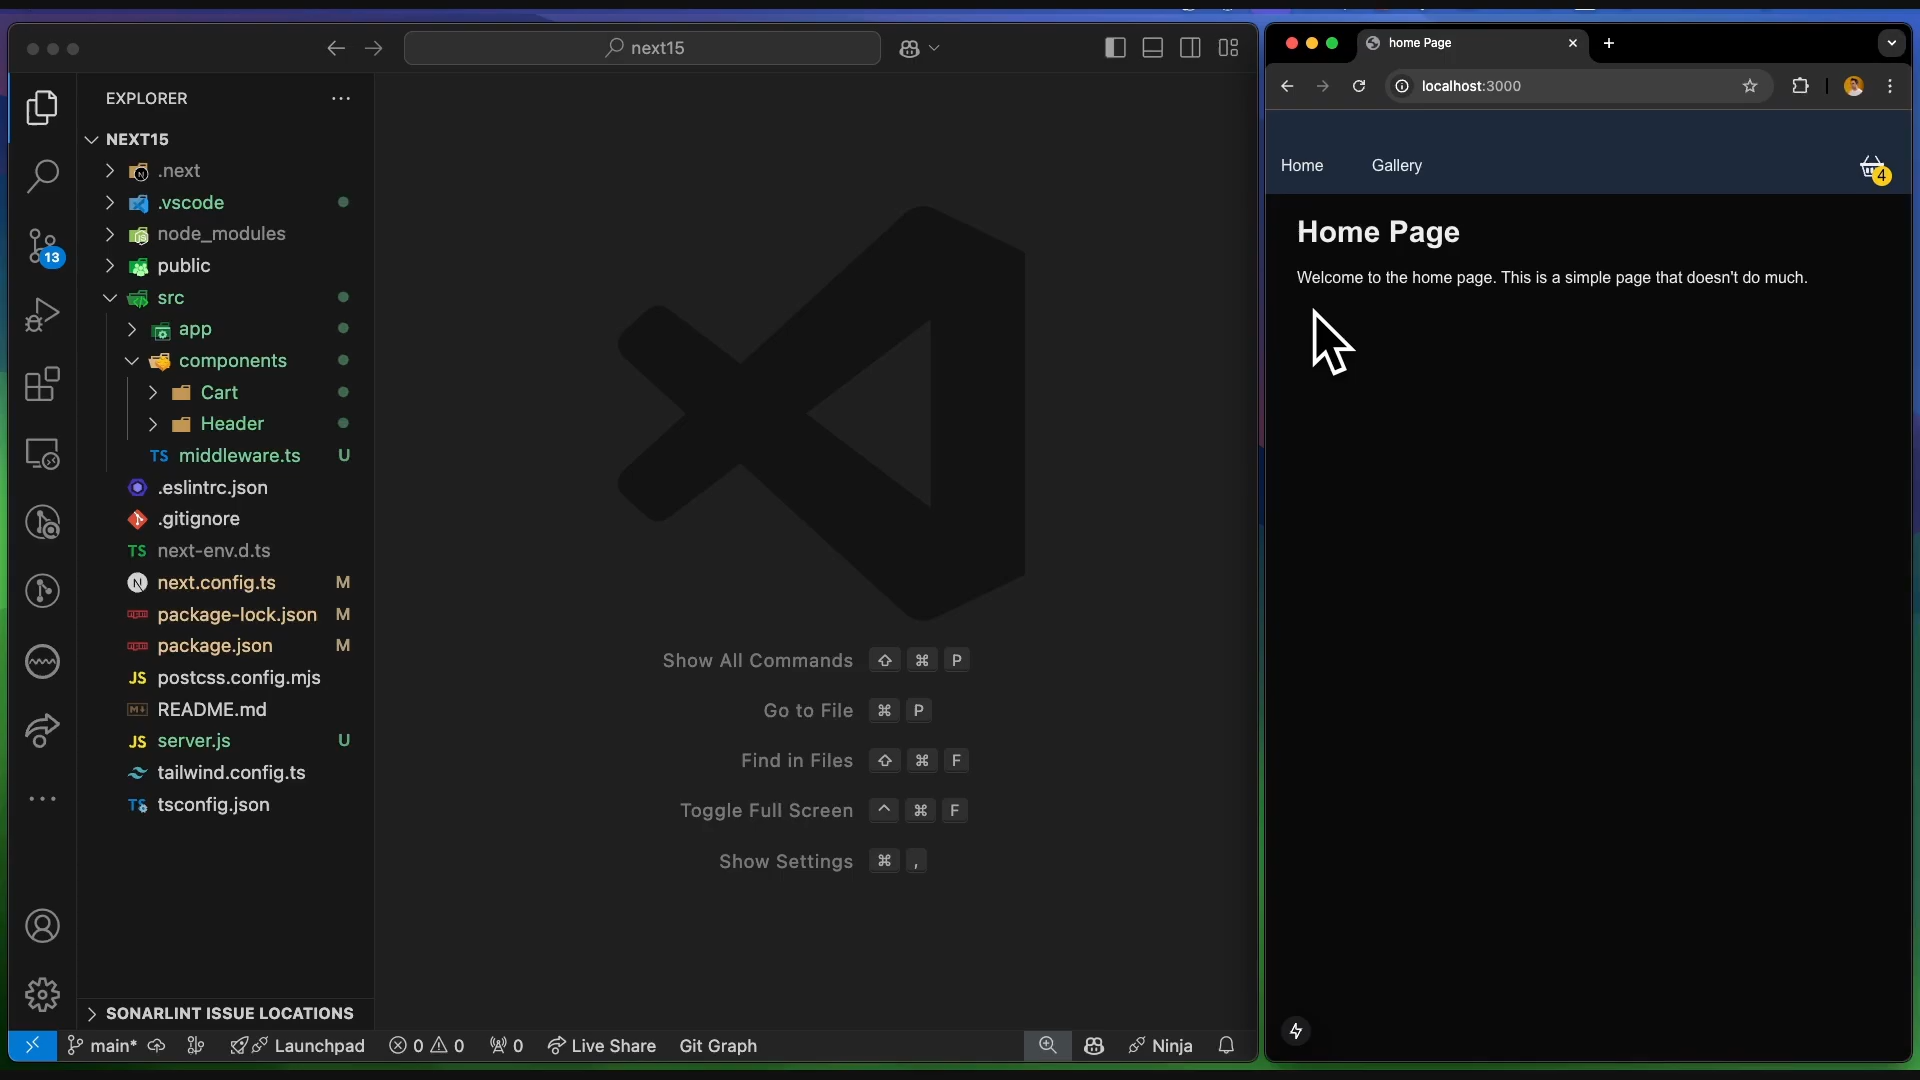 next15
EXPLORER
NEXT15
.next
.vscode
node_modules
public
src
app
components
Cart
Header
TS middleware.ts U
.eslintrc.json
.gitignore
TS next-env.d.ts
N next.config.ts M
package-lock.json M
package.json M
JS postcss.config.mjs
README.md
JS server.js U
tailwind.config.ts
TS tsconfig.json
13
SONARLINT ISSUE LOCATIONS
Show All Commands ⇧ ⌘ P
Go to File ⌘ P
Find in Files ⇧ ⌘ F
Toggle Full Screen ^ ⌘ F
Show Settings ⌘ ,
main* Launchpad 0 0 0 Live Share Git Graph Ninja
home Page
localhost:3000
Home Gallery 4
Home Page
Welcome to the home page. This is a simple page that doesn't do much.